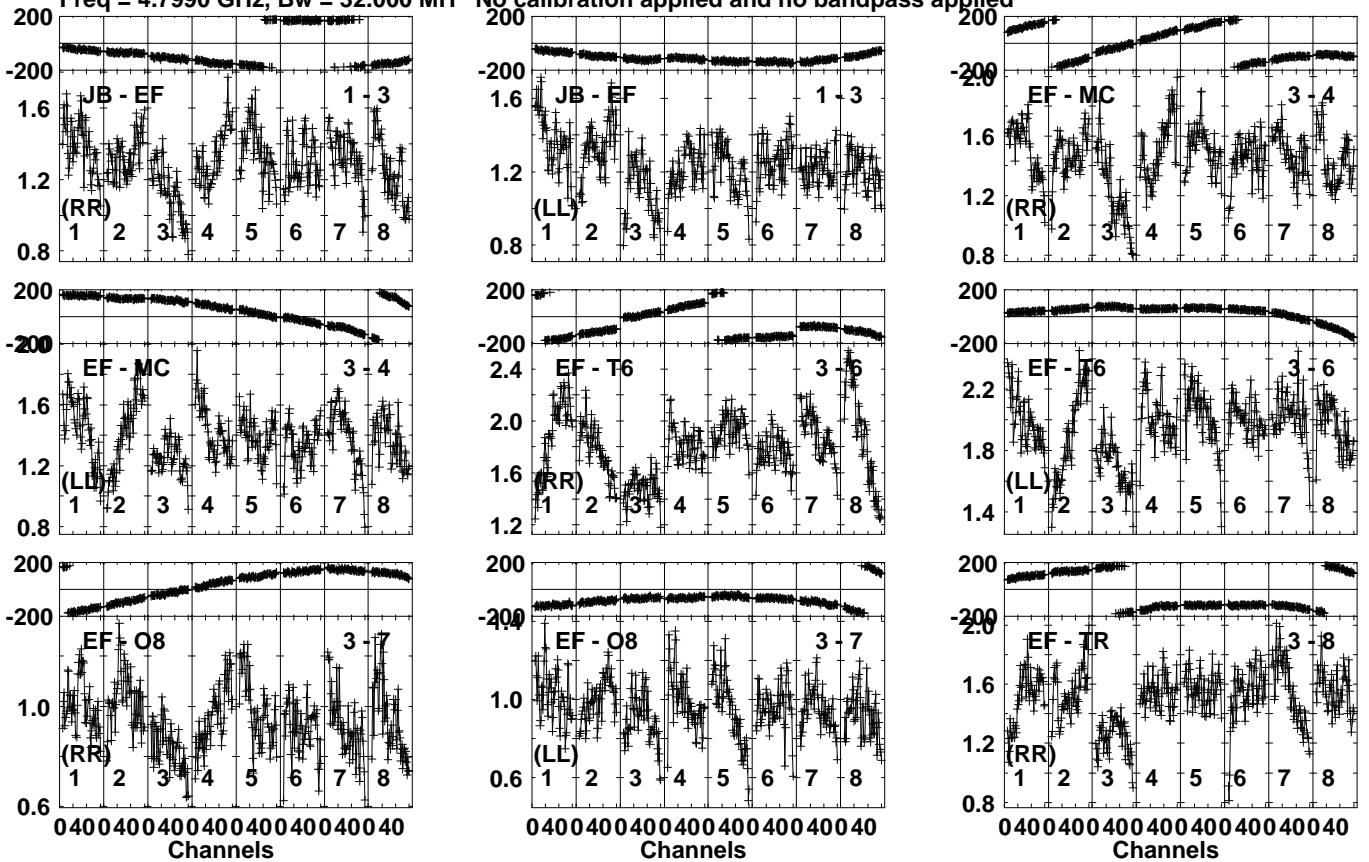 Freq = 4.7990 GHz, Bw = 32.000 MH No calibration applied and no bandpass applied
200 200 200
-200 -200 -200
JB - EF 1 - 3 JB - EF 1 - 3 2.0 EF - MC 3 - 4
1.6 1.6 1.6
1.2 1.2 1.2
(RR) (LL) (RR)
1 2 3 4 5 6 7 8 1 2 3 4 5 6 7 8 1 2 3 4 5 6 7 8
0.8 0.8 0.8
200 200 200
-200 2.0 -200 -200
EF - MC 3 - 4 EF - T6 3 - 6 EF - T6 3 - 6
2.4
1.6 2.0 2.2
1.2 1.6 1.8
(LL) (RR) (LL)
1 2 3 4 5 6 7 8 1 2 3 4 5 6 7 8 1 2 3 4 5 6 7 8
0.8 1.2 1.4
200 200 200
-200 -200 -200
1.4 2.0
EF - O8 3 - 7 EF - O8 3 - 7 EF - TR 3 - 8
1.0 1.0 1.6
1.2
(RR) (LL) (RR)
1 2 3 4 5 6 7 8 1 2 3 4 5 6 7 8 1 2 3 4 5 6 7 8
0.6 0.6 0.8
0 40 0 40 0 40 0 40 0 40 0 40 0 40 0 40 0 40 0 40 0 40 0 40 0 40 0 40 0 40 0 40 0 40 0 40 0 40 0 40 0 40 0 40 0 40 0 40
Channels Channels Channels